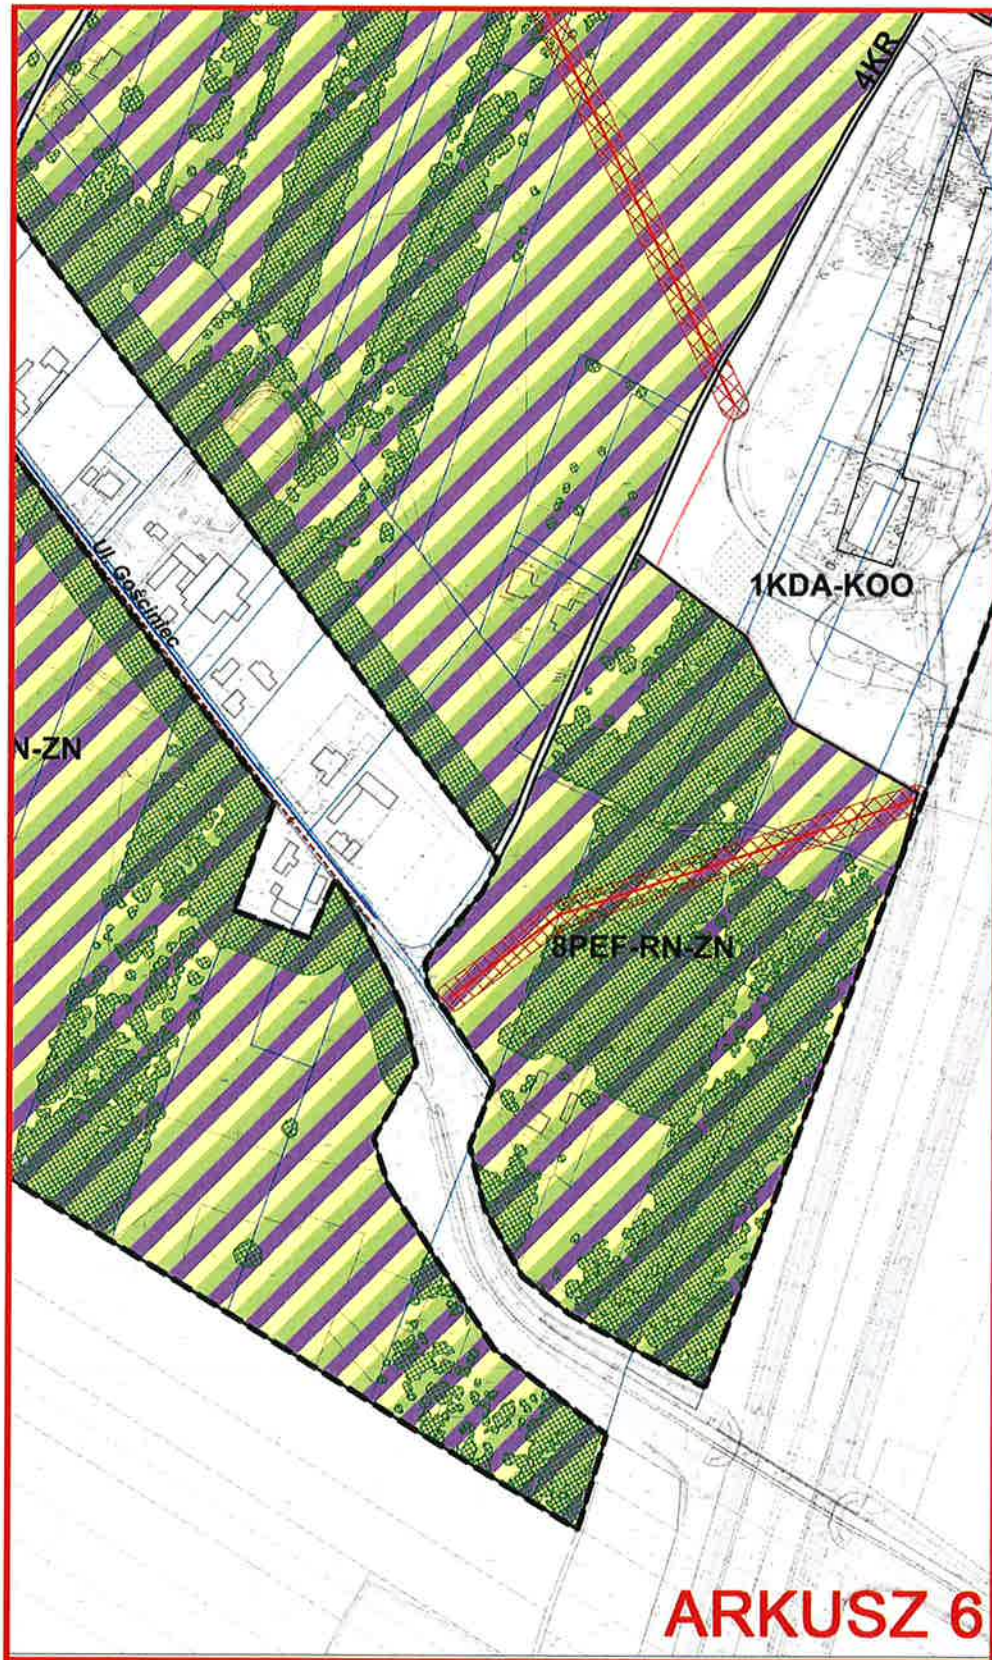 4KR
1KDA-KOO
Ul. Gościniec
N-ZN
8PEF-RN-ZN
ARKUSZ 6